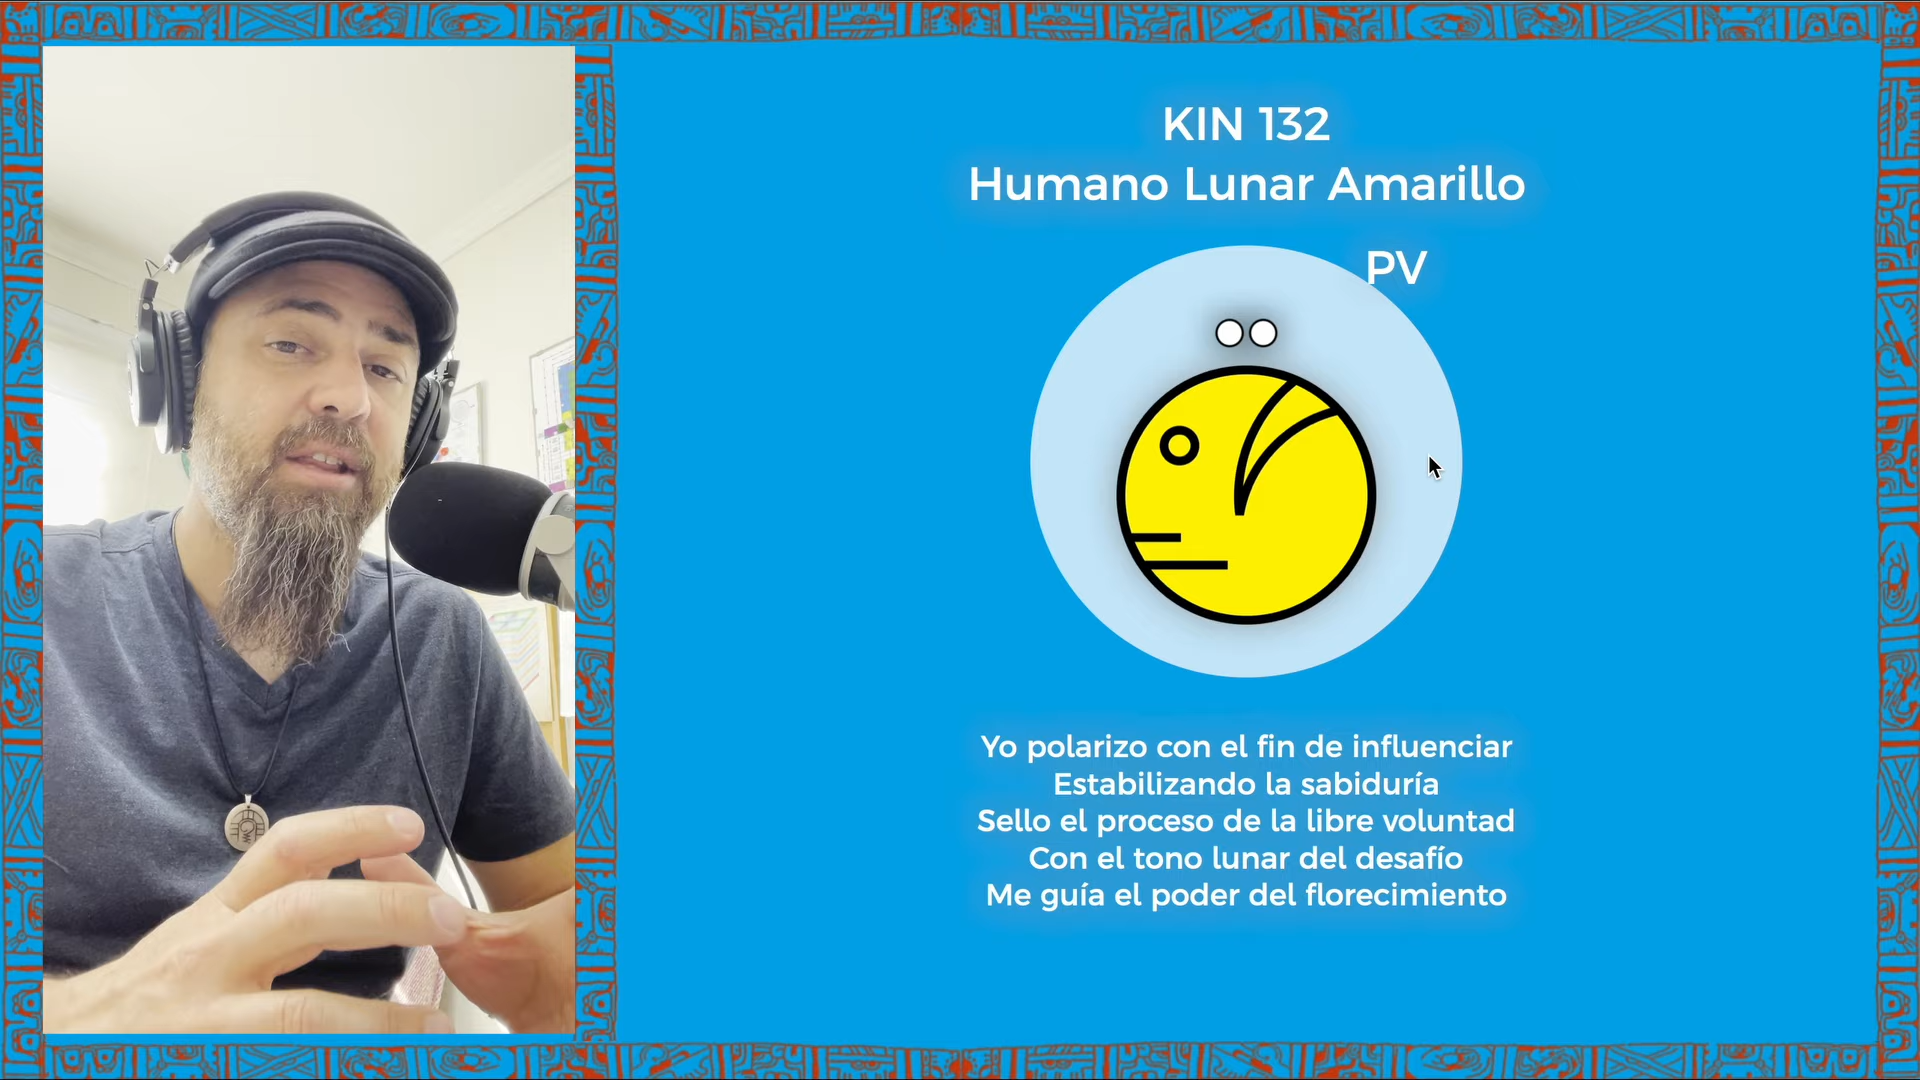 KIN 132
Humano Lunar Amarillo
PV
Yo polarizo con el fin de influenciar
Estabilizando la sabiduría
Sello el proceso de la libre voluntad
Con el tono lunar del desafío
Me guía el poder del florecimiento